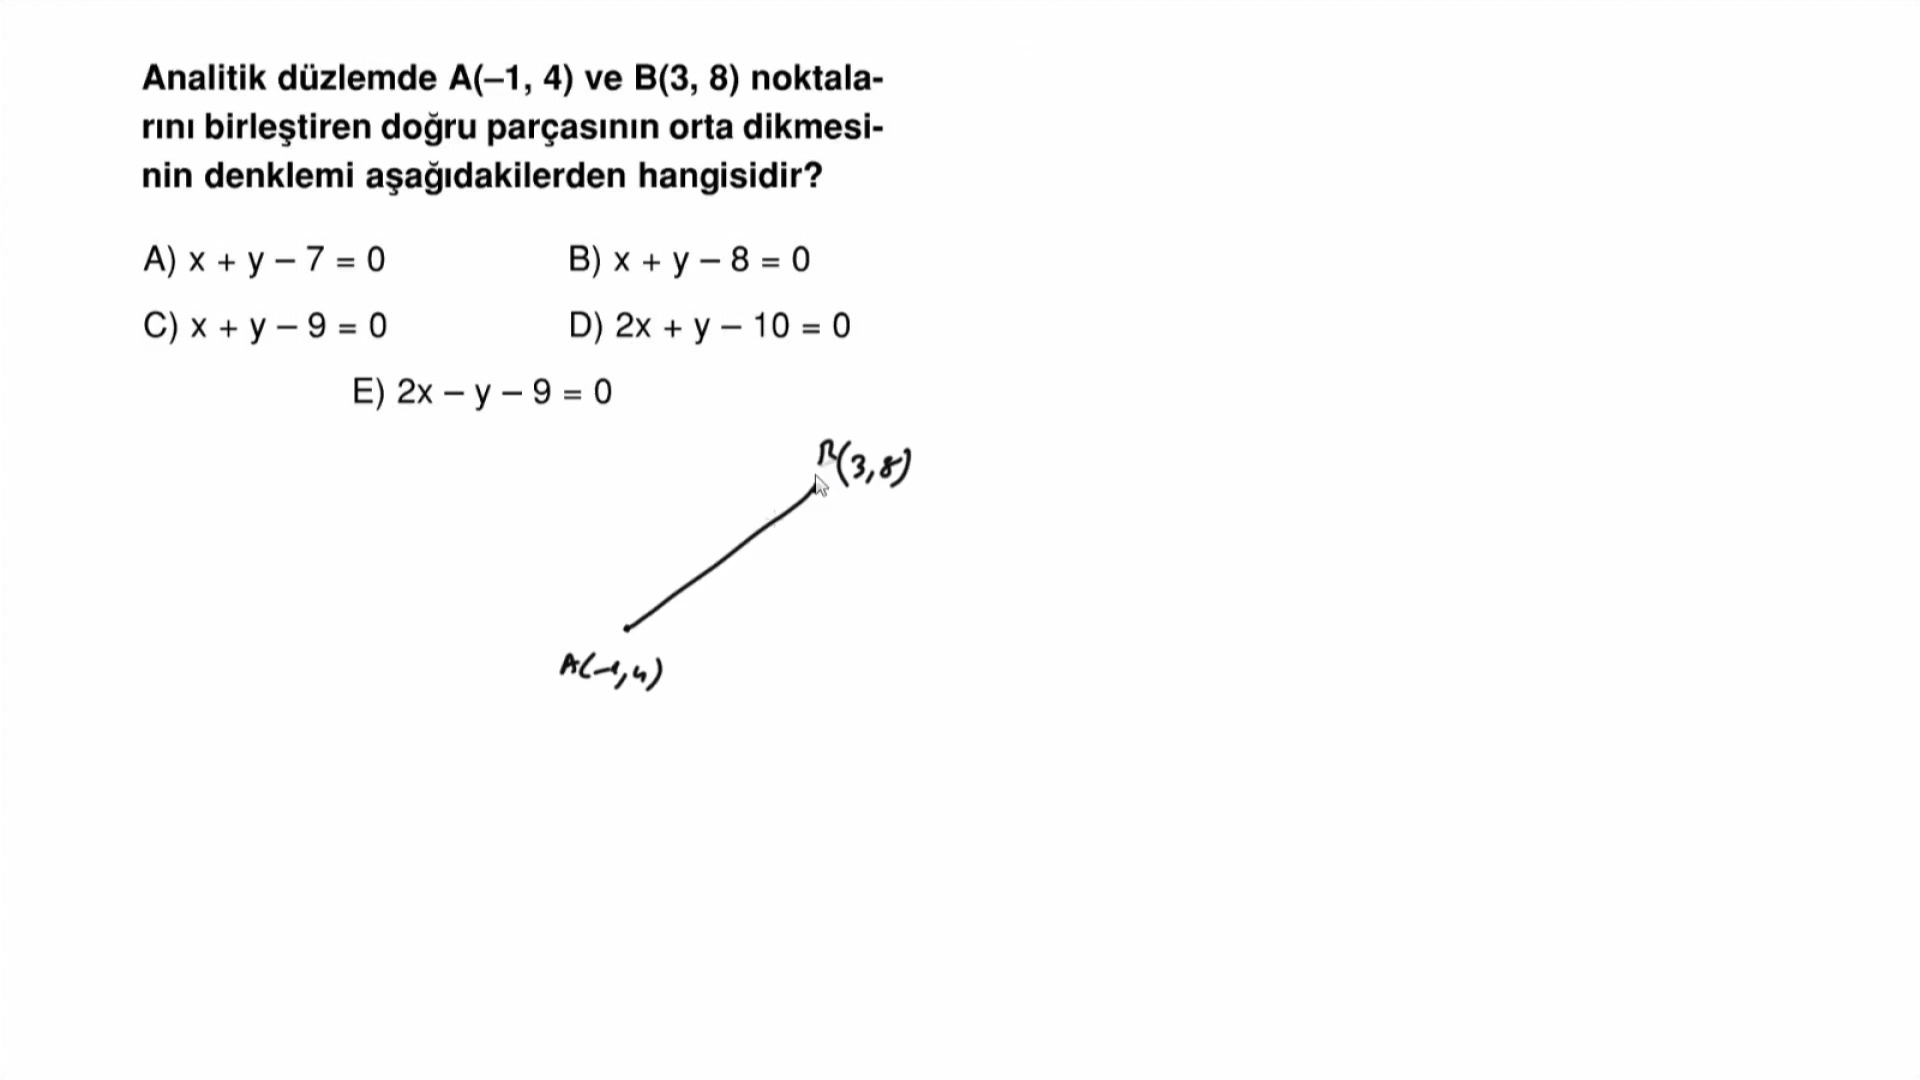 Analitik düzlemde A(–1, 4) ve B(3, 8) noktala-
rını birleştiren doğru parçasının orta dikmesi-
nin denklemi aşağıdakilerden hangisidir?
A) x + y – 7 = 0 B) x + y – 8 = 0
C) x + y – 9 = 0 D) 2x + y – 10 = 0
E) 2x – y – 9 = 0
B(3,8)
A(-1,4)